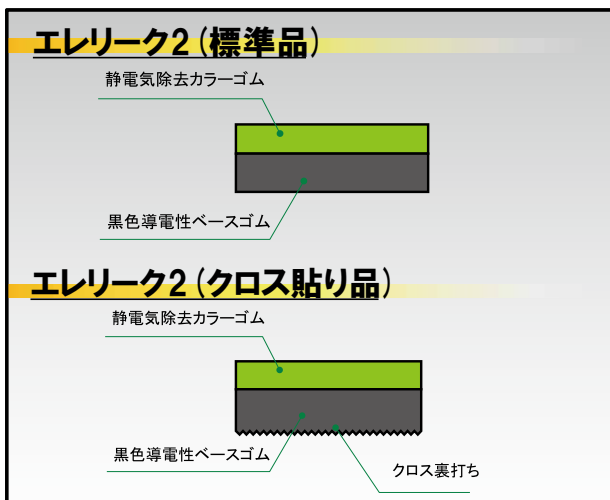 エレリーク2(標準品)
静電気除去カラーゴム
黒色導電性ベースゴム
エレリーク2(クロス貼り品)
静電気除去カラーゴム
黒色導電性ベースゴム
クロス裏打ち